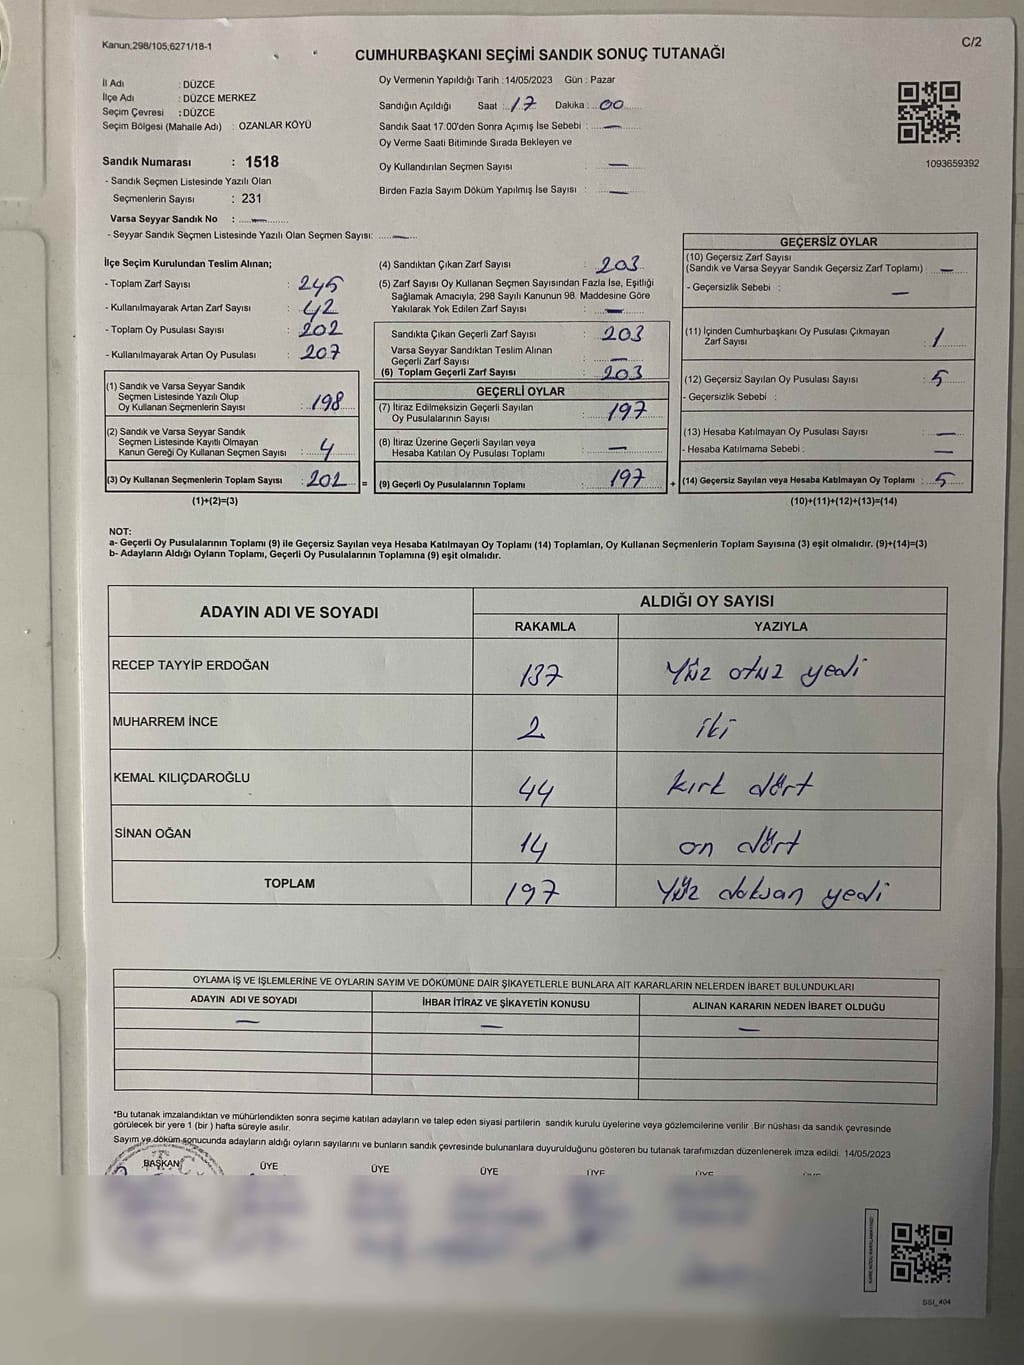 Kanun;298/105;6271/18-1
C/2
CUMHURBAŞKANI SEÇİMİ SANDIK SONUÇ TUTANAĞI
İl Adı : DÜZCE
İlçe Adı : DÜZCE MERKEZ
Seçim Çevresi : DÜZCE
Seçim Bölgesi (Mahalle Adı) : OZANLAR KÖYÜ
Sandık Numarası : 1518
- Sandık Seçmen Listesinde Yazılı Olan
Seçmenlerin Sayısı : 231
Varsa Seyyar Sandık No : —
- Seyyar Sandık Seçmen Listesinde Yazılı Olan Seçmen Sayısı: —
Oy Vermenin Yapıldığı Tarih : 14/05/2023 Gün : Pazar
Sandığın Açıldığı Saat : 17 Dakika : 00
Sandık Saat 17:00'den Sonra Açımış İse Sebebi : —
Oy Verme Saati Bitiminde Sırada Bekleyen ve
Oy Kullandırılan Seçmen Sayısı : —
Birden Fazla Sayım Döküm Yapılmış İse Sayısı : —
1093659392
İlçe Seçim Kurulundan Teslim Alınan;
- Toplam Zarf Sayısı : 245
- Kullanılmayarak Artan Zarf Sayısı : 42
- Toplam Oy Pusulası Sayısı : 202
- Kullanılmayarak Artan Oy Pusulası : 207
(1) Sandık ve Varsa Seyyar Sandık
Seçmen Listesinde Yazılı Olup
Oy Kullanan Seçmenlerin Sayısı : 198
(2) Sandık ve Varsa Seyyar Sandık
Seçmen Listesinde Kayıtlı Olmayan
Kanun Gereği Oy Kullanan Seçmen Sayısı : 4
(3) Oy Kullanan Seçmenlerin Toplam Sayısı : 202 =
(1)+(2)=(3)
(4) Sandıktan Çıkan Zarf Sayısı : 203
(5) Zarf Sayısı Oy Kullanan Seçmen Sayısından Fazla İse, Eşitliği
Sağlamak Amacıyla; 298 Sayılı Kanunun 98. Maddesine Göre
Yakılarak Yok Edilen Zarf Sayısı : —
Sandıkta Çıkan Geçerli Zarf Sayısı : 203
Varsa Seyyar Sandıktan Teslim Alınan
Geçerli Zarf Sayısı : —
(6) Toplam Geçerli Zarf Sayısı : 203
GEÇERLİ OYLAR
(7) İtiraz Edilmeksizin Geçerli Sayılan
Oy Pusulalarının Sayısı : 197
(8) İtiraz Üzerine Geçerli Sayılan veya
Hesaba Katılan Oy Pusulası Toplamı : —
(9) Geçerli Oy Pusulalarının Toplamı : 197 +
GEÇERSİZ OYLAR
(10) Geçersiz Zarf Sayısı
(Sandık ve Varsa Seyyar Sandık Geçersiz Zarf Toplamı) : —
- Geçersizlik Sebebi : —
(11) İçinden Cumhurbaşkanı Oy Pusulası Çıkmayan
Zarf Sayısı : 1
(12) Geçersiz Sayılan Oy Pusulası Sayısı : 5
- Geçersizlik Sebebi :
(13) Hesaba Katılmayan Oy Pusulası Sayısı : —
- Hesaba Katılmama Sebebi : —
(14) Geçersiz Sayılan veya Hesaba Katılmayan Oy Toplamı : 5
(10)+(11)+(12)+(13)=(14)
NOT:
a- Geçerli Oy Pusulalarının Toplamı (9) ile Geçersiz Sayılan veya Hesaba Katılmayan Oy Toplamı (14) Toplamları, Oy Kullanan Seçmenlerin Toplam Sayısına (3) eşit olmalıdır. (9)+(14)=(3)
b- Adayların Aldığı Oyların Toplamı, Geçerli Oy Pusulalarının Toplamına (9) eşit olmalıdır.
ADAYIN ADI VE SOYADI ALDIĞI OY SAYISI
RAKAMLA YAZIYLA
RECEP TAYYİP ERDOĞAN 137 Yüz otuz yedi
MUHARREM İNCE 2 iki
KEMAL KILIÇDAROĞLU 44 kırk dört
SİNAN OĞAN 14 on dört
TOPLAM 197 Yüz doksan yedi
OYLAMA İŞ VE İŞLEMLERİNE VE OYLARIN SAYIM VE DÖKÜMÜNE DAİR ŞİKAYETLERLE BUNLARA AİT KARARLARIN NELERDEN İBARET BULUNDUKLARI
ADAYIN ADI VE SOYADI İHBAR İTİRAZ VE ŞİKAYETİN KONUSU ALINAN KARARIN NEDEN İBARET OLDUĞU
— — —
*Bu tutanak imzalandıktan ve mühürlendikten sonra seçime katılan adayların ve talep eden siyasi partilerin sandık kurulu üyelerine veya gözlemcilerine verilir .Bir nüshası da sandık çevresinde
görülecek bir yere 1 (bir ) hafta süreyle asılır.
Sayım ve döküm sonucunda adayların aldığı oyların sayılarını ve bunların sandık çevresinde bulunanlara duyurulduğunu gösteren bu tutanak tarafımızdan düzenlenerek imza edildi. 14/05/2023
BAŞKAN ÜYE ÜYE ÜYE ÜYE ÜYE
SSI_404